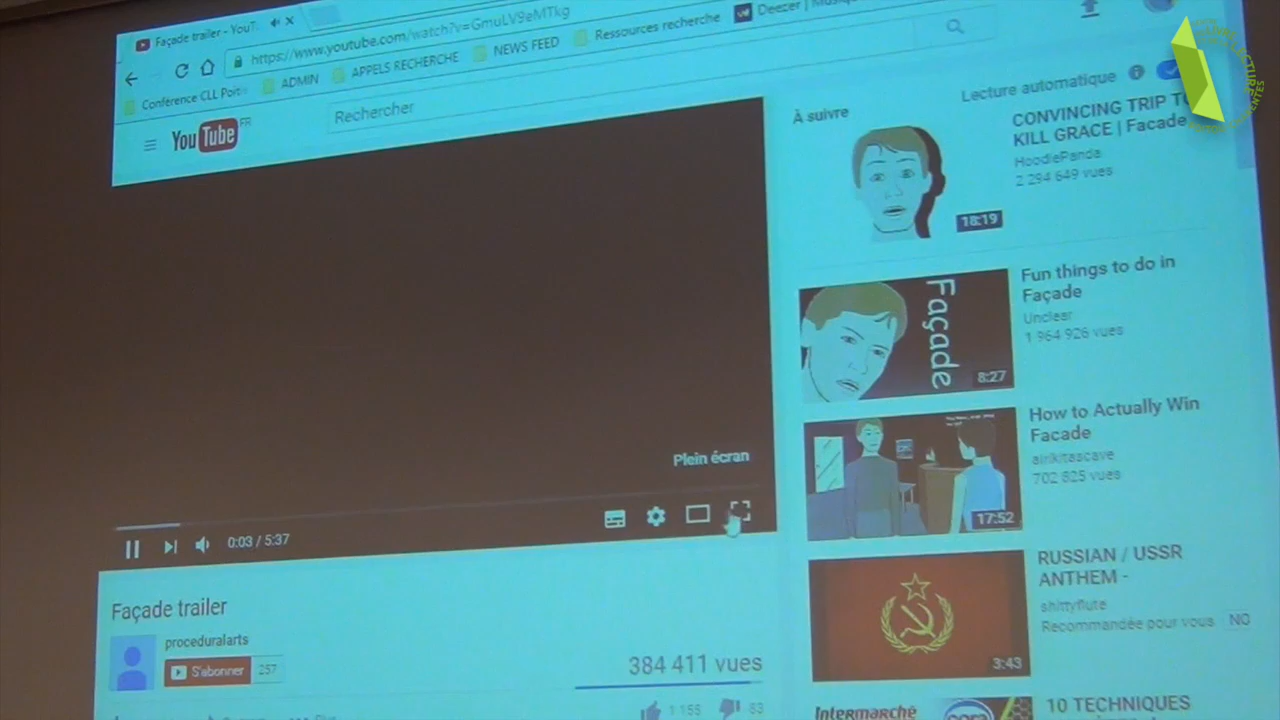 Façade trailer - YouT
https://www.youtube.com/watch?v=GmuLV9eMTkg
Conférence CLL Poiti
ADMIN
APPELS RECHERCHE
NEWS FEED
Ressources recherche
Deezer
YouTube FR
Rechercher
Lecture automatique
À suivre
CONVINCING TRIP TO
KILL GRACE | Facade
HoodiePanda
2 294 649 vues
18:19
Fun things to do in
Façade
Unclear
1 964 926 vues
Façade
8:27
How to Actually Win
Facade
airikitascave
702 825 vues
17:52
RUSSIAN / USSR
ANTHEM -
shittyflute
Recommandée pour vous
NO
3:43
10 TECHNIQUES
Intermarché
cora
Plein écran
0:03 / 5:37
Façade trailer
proceduralarts
S'abonner 257
384 411 vues
1 155
83